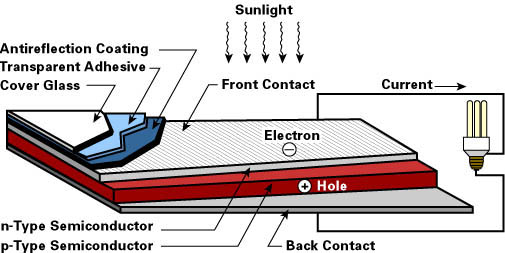 Sunlight
Antireflection Coating
Transparent Adhesive
Cover Glass
Front Contact
Current
Electron
−
+ Hole
n-Type Semiconductor
p-Type Semiconductor
Back Contact